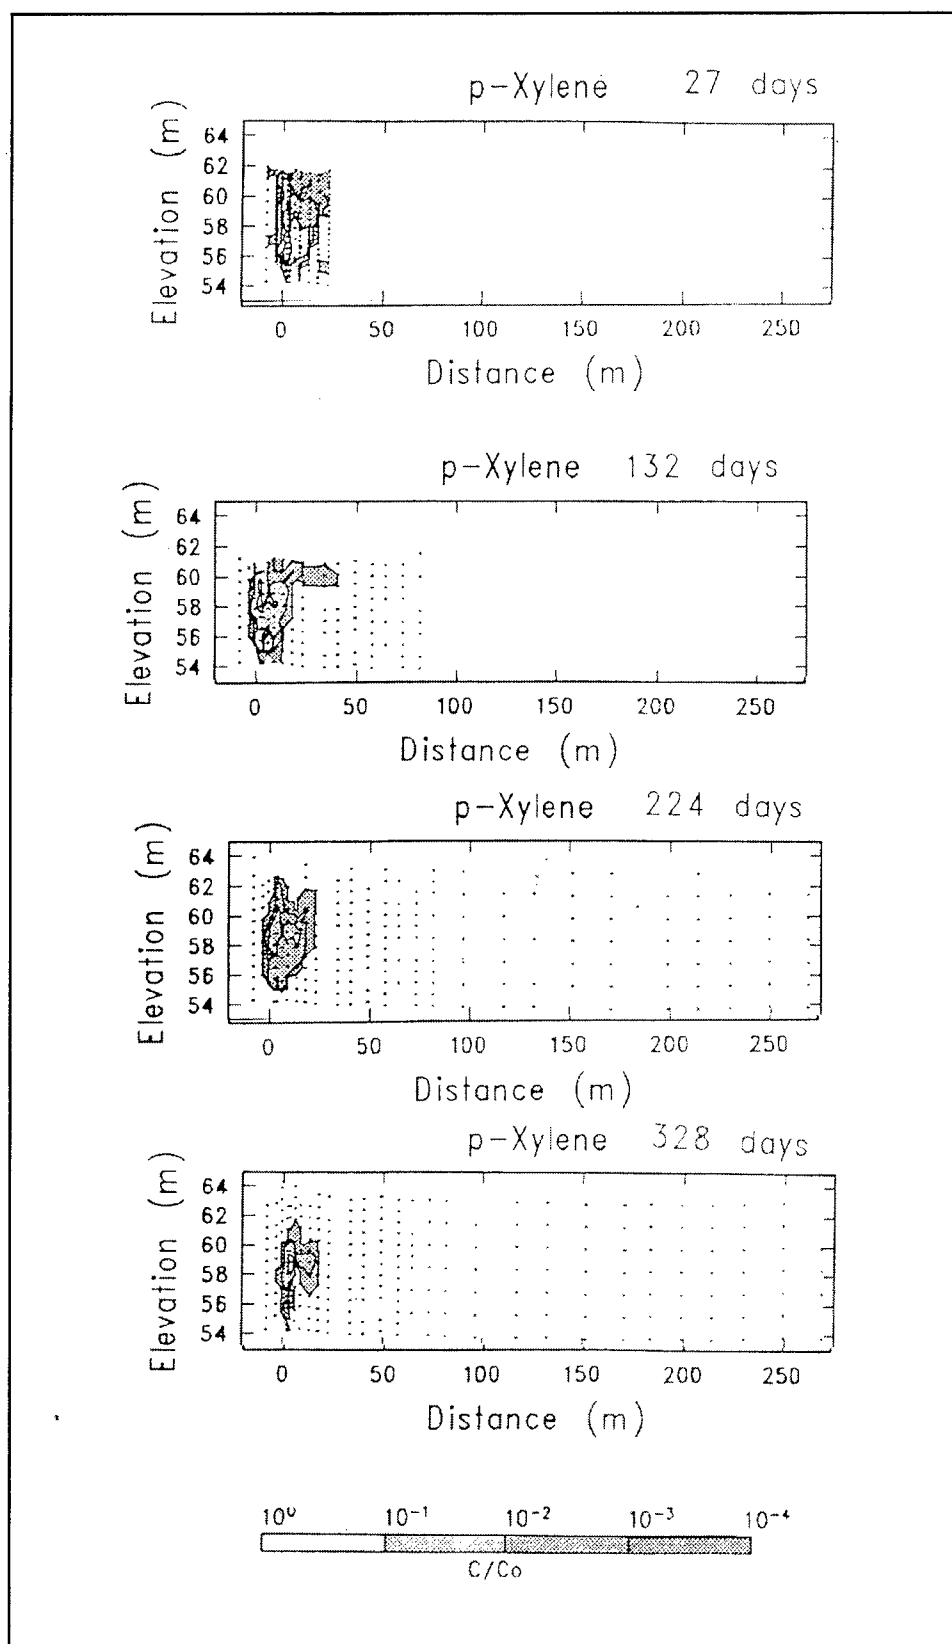 p-Xylene 27 days
Elevation (m)
64
62
60
58
56
54
0 50 100 150 200 250
Distance (m)
p-Xylene 132 days
Elevation (m)
64
62
60
58
56
54
0 50 100 150 200 250
Distance (m)
p-Xylene 224 days
Elevation (m)
64
62
60
58
56
54
0 50 100 150 200 250
Distance (m)
p-Xylene 328 days
Elevation (m)
64
62
60
58
56
54
0 50 100 150 200 250
Distance (m)
10⁰ 10⁻¹ 10⁻² 10⁻³ 10⁻⁴
C/Co